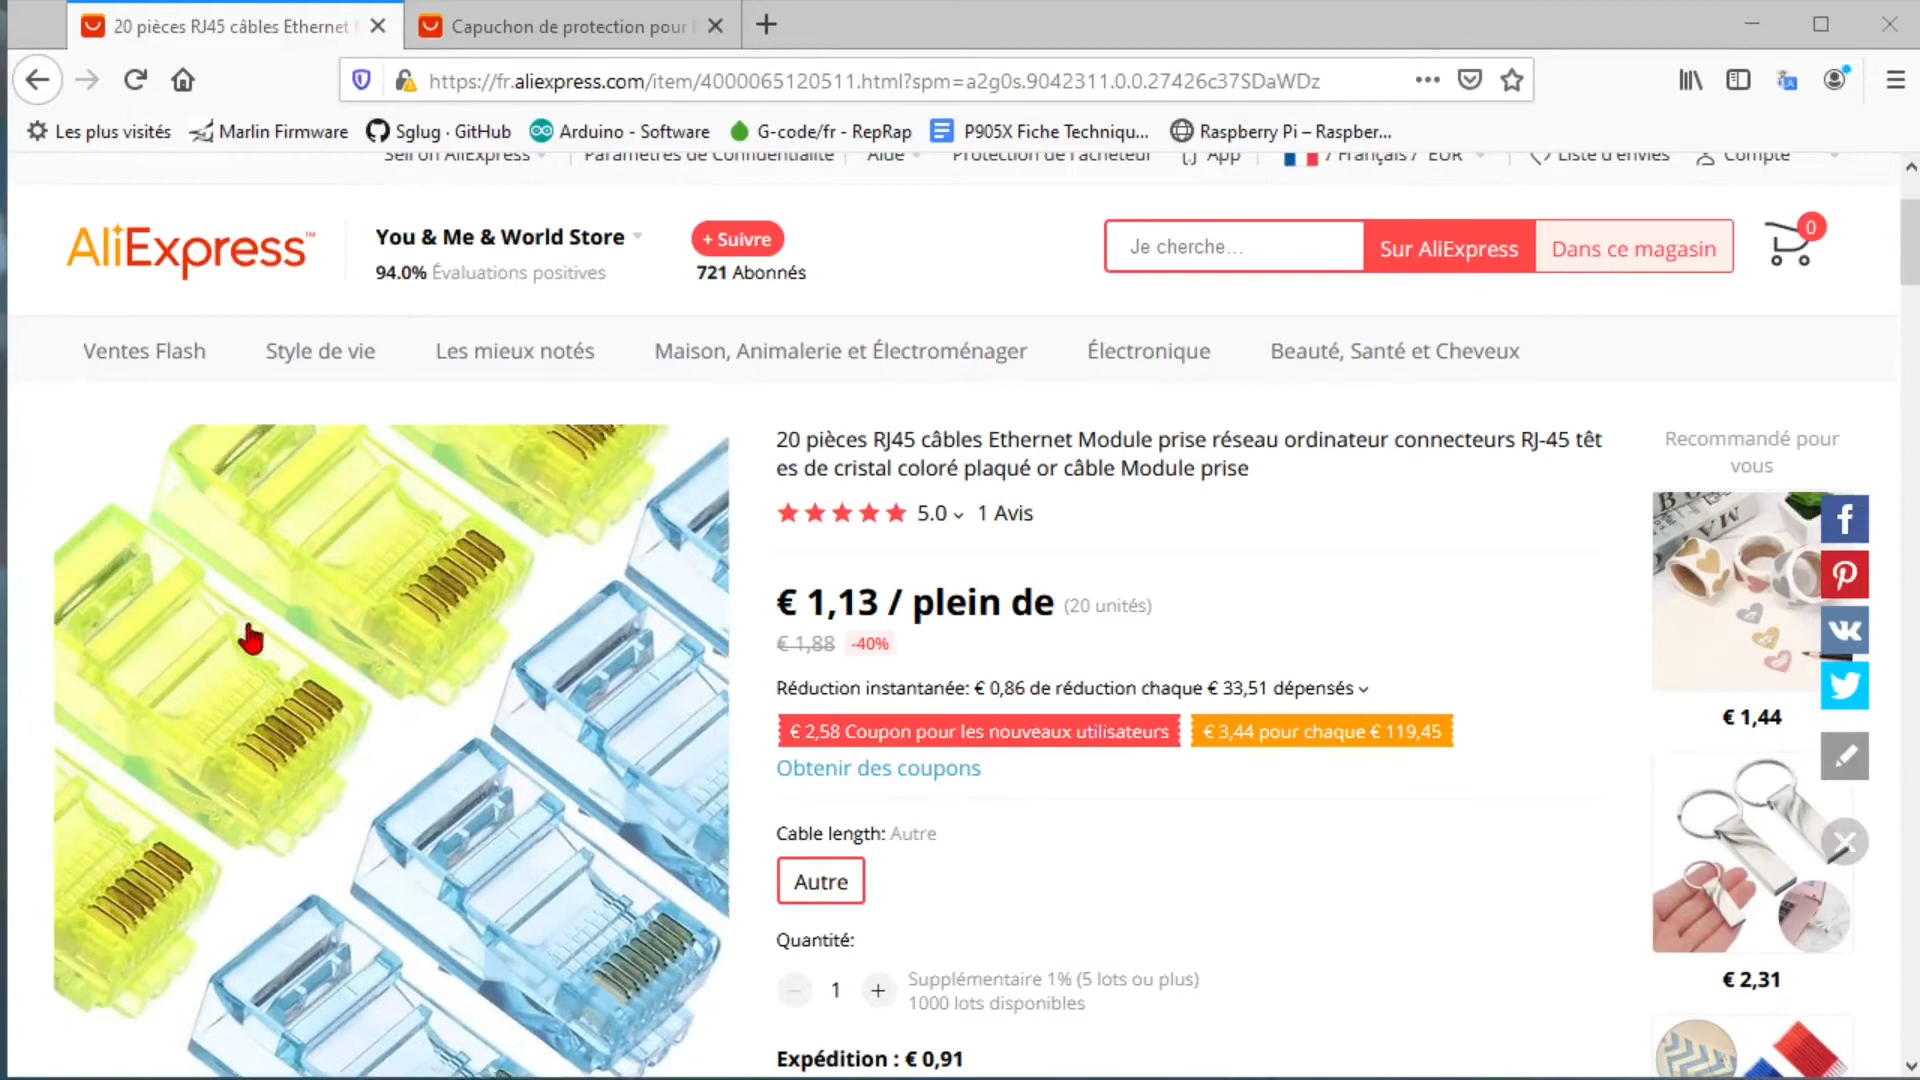 20 pièces RJ45 câbles Ethernet
Capuchon de protection pour
https://fr.aliexpress.com/item/4000065120511.html?spm=a2g0s.9042311.0.0.27426c37SDaWDz
Les plus visités
Marlin Firmware
Sglug · GitHub
Arduino - Software
G-code/fr - RepRap
P905X Fiche Techniqu...
Raspberry Pi – Raspber...
Sell on AliExpress
Paramètres de Confidentialité
Aide
Protection de l'acheteur
App
/ Français / EUR
Liste d'envies
Compte
AliExpress™
You & Me & World Store
94.0% Évaluations positives
+ Suivre
721 Abonnés
Je cherche...
Sur AliExpress
Dans ce magasin
0
Ventes Flash
Style de vie
Les mieux notés
Maison, Animalerie et Électroménager
Électronique
Beauté, Santé et Cheveux
20 pièces RJ45 câbles Ethernet Module prise réseau ordinateur connecteurs RJ-45 têt
es de cristal coloré plaqué or câble Module prise
5.0
1 Avis
€ 1,13 / plein de (20 unités)
€ 1,88 -40%
Réduction instantanée: € 0,86 de réduction chaque € 33,51 dépensés
€ 2,58 Coupon pour les nouveaux utilisateurs
€ 3,44 pour chaque € 119,45
Obtenir des coupons
Cable length: Autre
Autre
Quantité:
1
Supplémentaire 1% (5 lots ou plus)
1000 lots disponibles
Expédition : € 0,91
Recommandé pour
vous
€ 1,44
€ 2,31